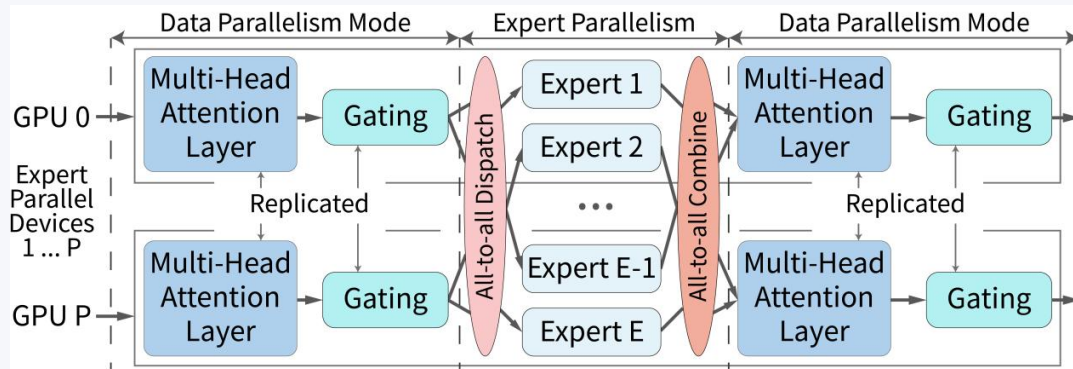 Data Parallelism Mode
Expert Parallelism
Data Parallelism Mode
GPU 0
Multi-Head
Attention
Layer
Gating
All-to-all Dispatch
Expert 1
Expert 2
...
Expert E-1
Expert E
All-to-all Combine
Multi-Head
Attention
Layer
Gating
Expert
Parallel
Devices
1 ... P
Replicated
Replicated
GPU P
Multi-Head
Attention
Layer
Gating
Multi-Head
Attention
Layer
Gating